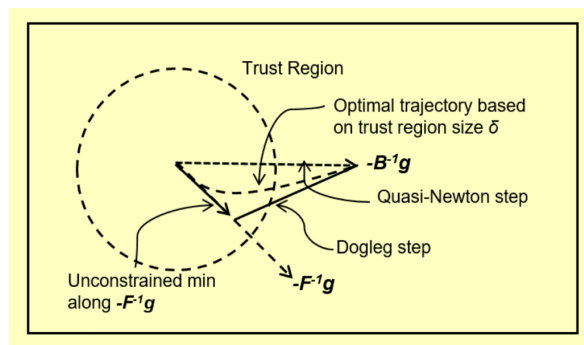 Trust Region
Optimal trajectory based
on trust region size δ
-B⁻¹g
Quasi-Newton step
Dogleg step
Unconstrained min
along -F⁻¹g
-F⁻¹g